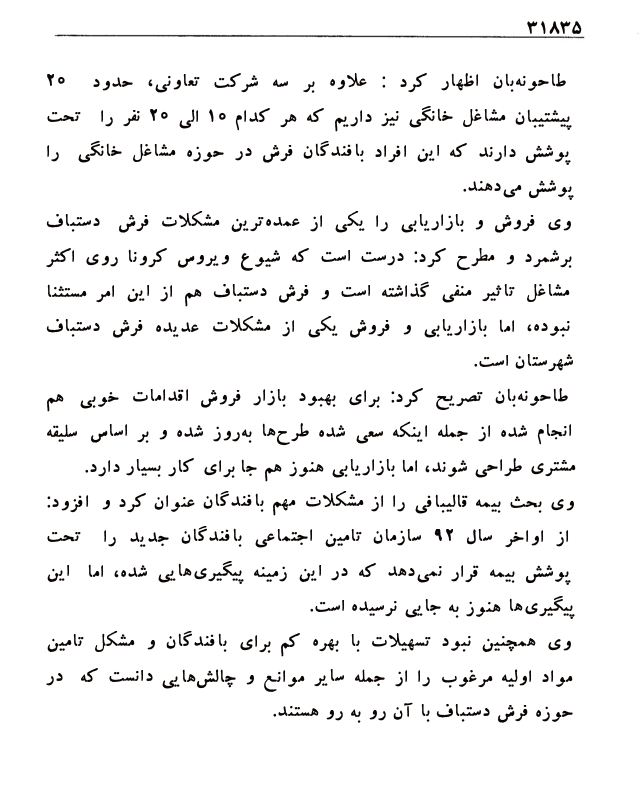 ۳۱۸۳۵
طاحونه‌بان اظهار کرد : علاوه بر سه شرکت تعاونی، حدود ۲۵
پیشتیبان مشاغل خانگی نیز داریم که هر کدام ۱۵ الی ۲۵ نفر را تحت
پوشش دارند که این افراد بافندگان فرش در حوزه مشاغل خانگی را
پوشش می‌دهند.
وی فروش و بازاریابی را یکی از عمده‌ترین مشکلات فرش دستباف
برشمرد و مطرح کرد: درست است که شیوع ویروس کرونا روی اکثر
مشاغل تاثیر منفی گذاشته است و فرش دستباف هم از این امر مستثنا
نبوده، اما بازاریابی و فروش یکی از مشکلات عدیده فرش دستباف
شهرستان است.
طاحونه‌بان تصریح کرد: برای بهبود بازار فروش اقدامات خوبی هم
انجام شده از جمله اینکه سعی شده طرح‌ها به‌روز شده و بر اساس سلیقه
مشتری طراحی شوند، اما بازاریابی هنوز هم جا برای کار بسیار دارد.
وی بحث بیمه قالیبافی را از مشکلات مهم بافندگان عنوان کرد و افزود:
از اواخر سال ۹۲ سازمان تامین اجتماعی بافندگان جدید را تحت
پوشش بیمه قرار نمی‌دهد که در این زمینه پیگیری‌هایی شده، اما این
پیگیری‌ها هنوز به جایی نرسیده است.
وی همچنین نبود تسهیلات با بهره کم برای بافندگان و مشکل تامین
مواد اولیه مرغوب را از جمله سایر موانع و چالش‌هایی دانست که در
حوزه فرش دستباف با آن رو به رو هستند.